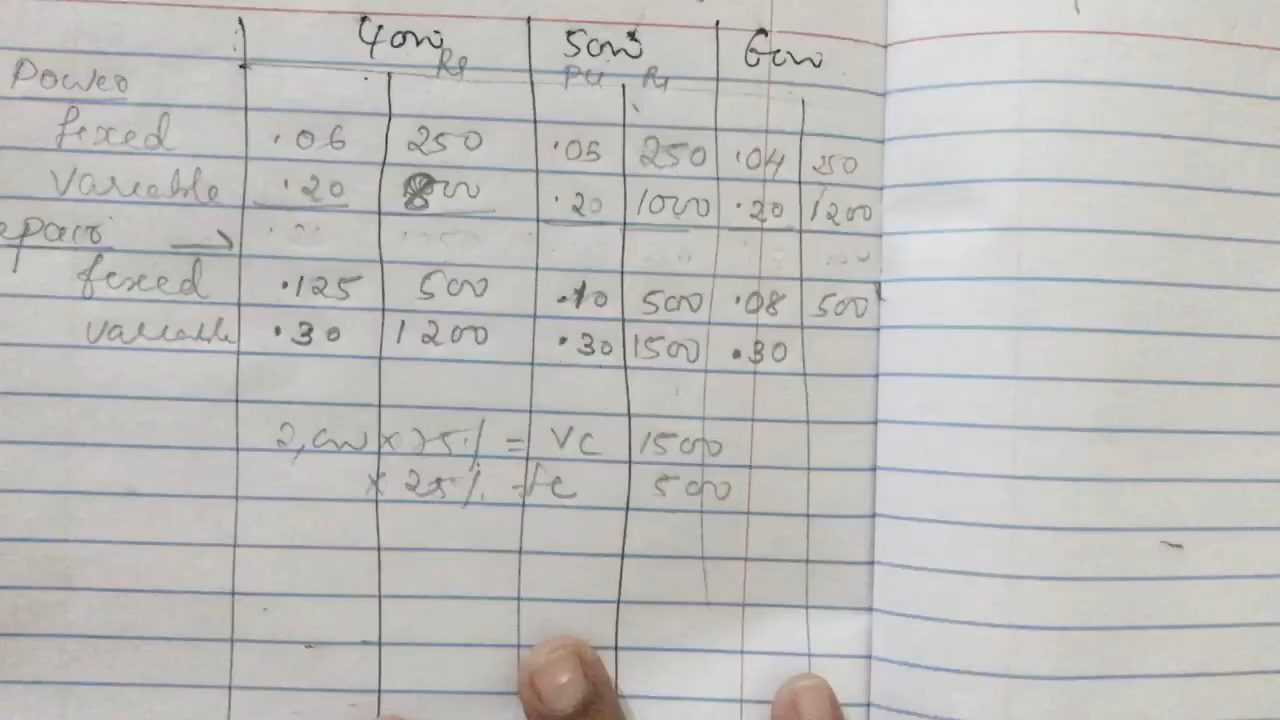 4000 5000 6000
Rs PU Rs
Power
fixed .06 250 .05 250 .04 250
Variable .20 800 .20 1000 .20 1200
epair →
fixed .125 500 .10 500 .08 500
variable .30 1200 .30 1500 .30
2,000 × 75% = VC 1500
× 25% = FC 500